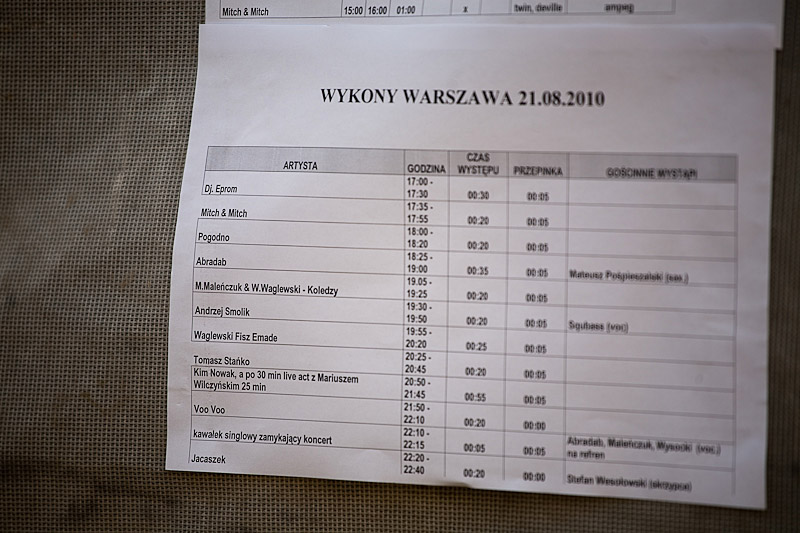 Mitch & Mitch 15:00 16:00 01:00 x twin, deville ampeg
WYKONY WARSZAWA 21.08.2010
ARTYSTA GODZINA CZAS WYSTĘPU PRZEPINKA GOŚCINNIE WYSTĄPI
Dj. Eprom 17:00 - 17:30 00:30 00:05
Mitch & Mitch 17:35 - 17:55 00:20 00:05
Pogodno 18:00 - 18:20 00:20 00:05
Abradab 18:25 - 19:00 00:35 00:05 Mateusz Pospieszalski (sax.)
M.Maleńczuk & W.Waglewski - Koledzy 19.05 - 19:25 00:20 00:05
Andrzej Smolik 19:30 - 19:50 00:20 00:05 Squbass (voc)
Waglewski Fisz Emade 19:55 - 20:20 00:25 00:05
Tomasz Stańko 20:25 - 20:45 00:20 00:05
Kim Nowak, a po 30 min live act z Mariuszem
Wilczyńskim 25 min 20:50 - 21:45 00:55 00:05
Voo Voo 21:50 - 22:10 00:20 00:00
kawałek singlowy zamykający koncert 22:10 - 22:15 00:05 00:05 Abradab, Maleńczuk, Wysocki (voc.)
na refren
Jacaszek 22:20 - 22:40 00:20 00:00 Stefan Wesołowski (skrzypce)